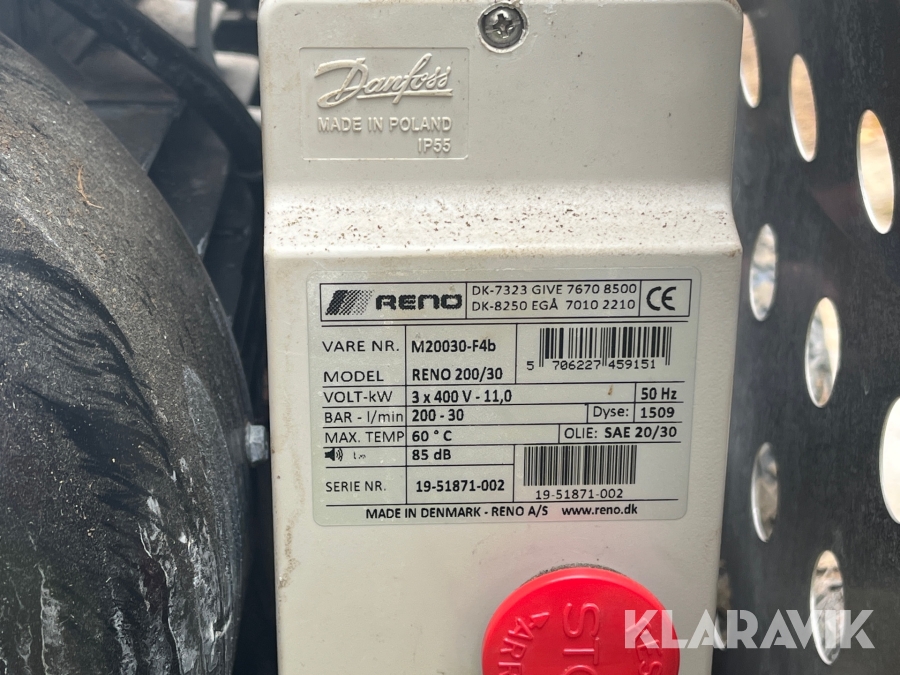 Danfoss
MADE IN POLAND
IP55
RENO
DK-7323 GIVE 7670 8500
DK-8250 EGÅ 7010 2210
CE
VARE NR. M20030-F4b
5 706227 459151
MODEL RENO 200/30
VOLT-kW 3 x 400 V - 11,0 50 Hz
BAR - l/min 200 - 30 Dyse: 1509
MAX. TEMP 60 ° C OLIE: SAE 20/30
85 dB
SERIE NR. 19-51871-002
19-51871-002
MADE IN DENMARK - RENO A/S www.reno.dk
KLARAVIK